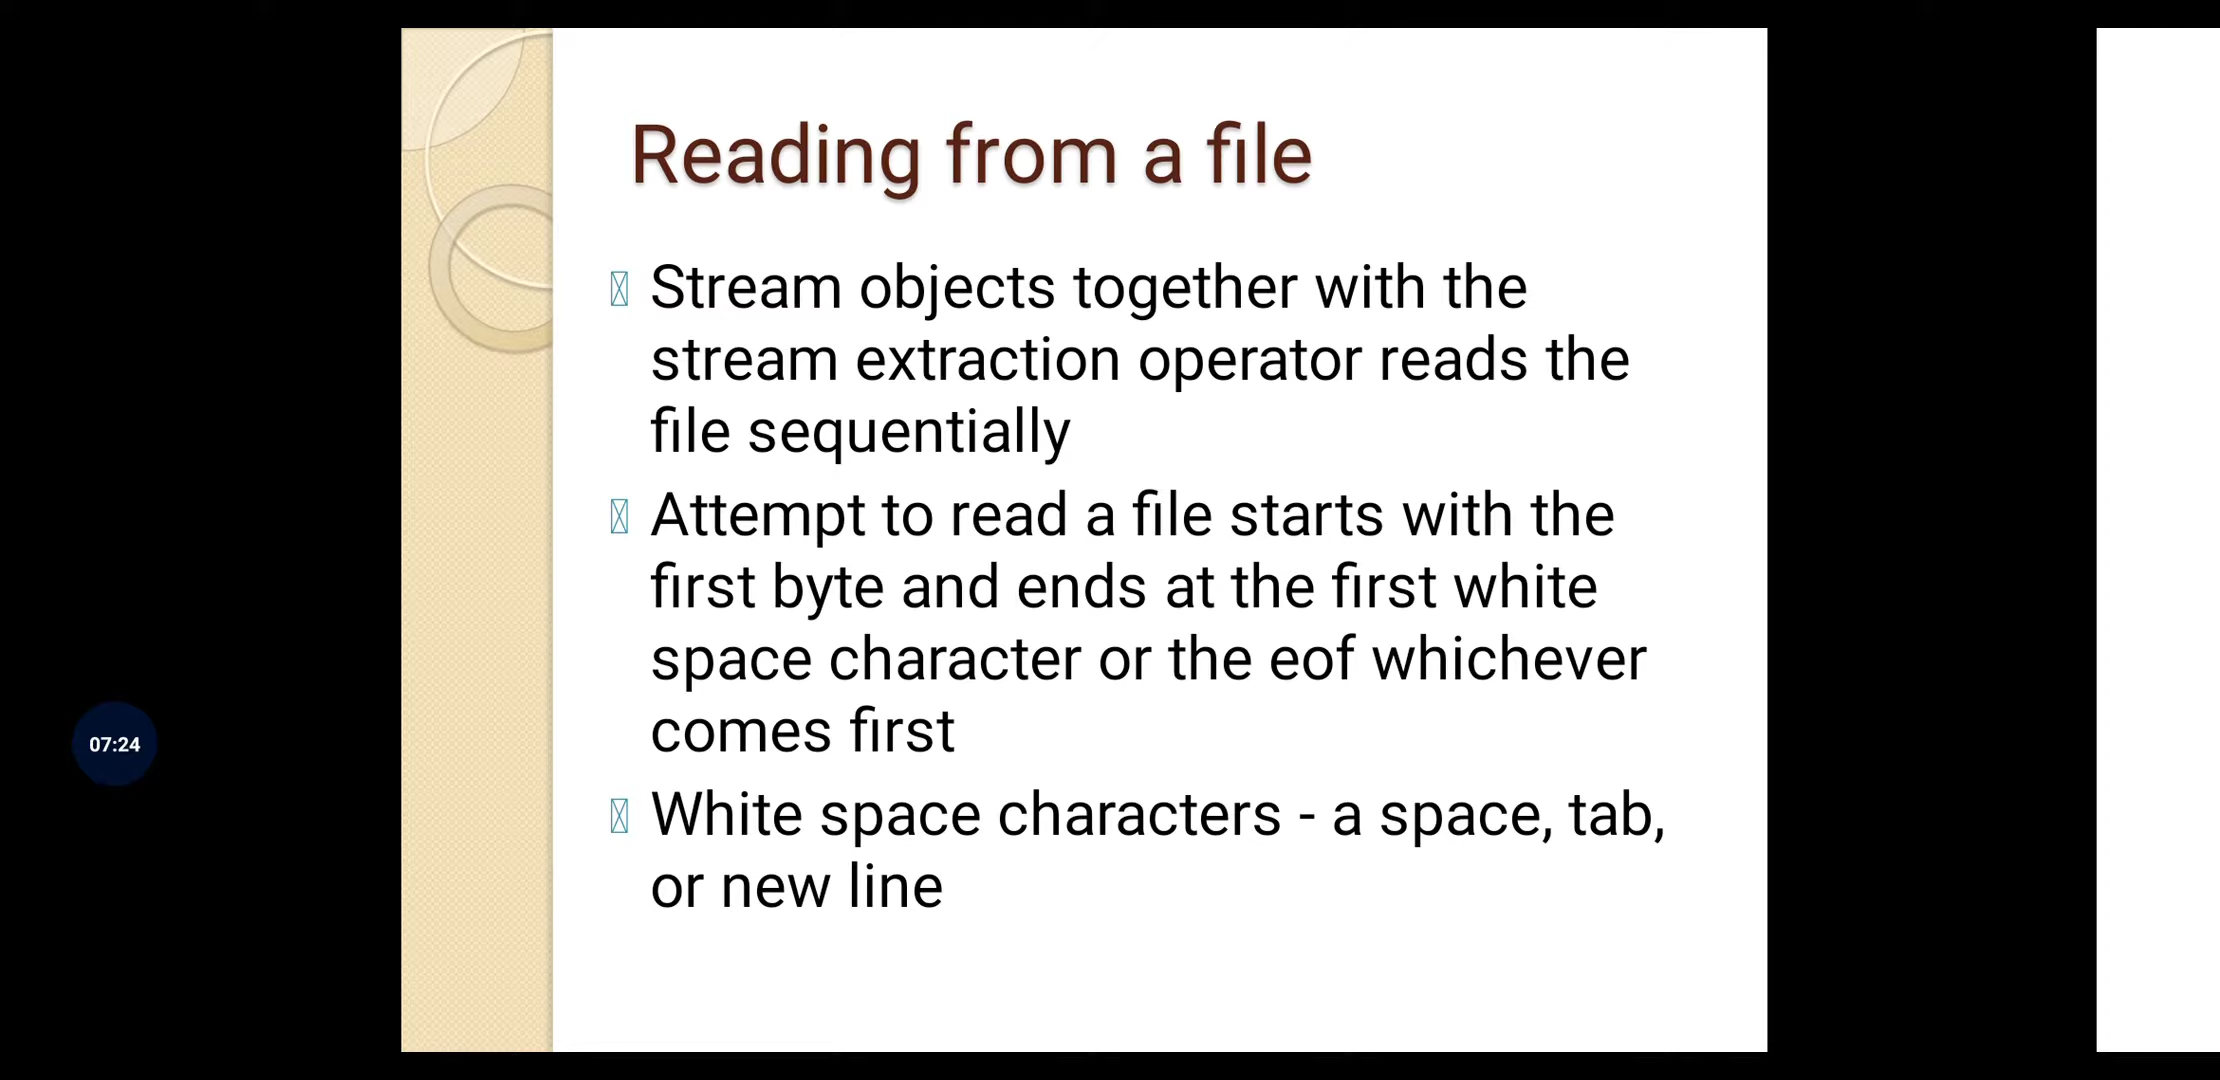 Reading from a file
Stream objects together with the
stream extraction operator reads the
file sequentially
Attempt to read a file starts with the
first byte and ends at the first white
space character or the eof whichever
comes first
White space characters - a space, tab,
or new line
07:24